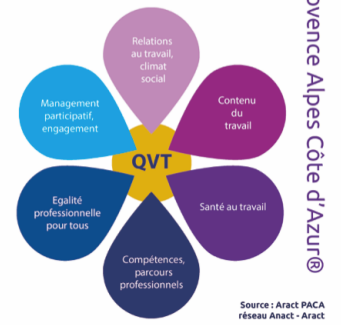 Relations
au travail,
climat
social
Contenu
du
travail
Santé au travail
Compétences,
parcours
professionnels
Egalité
professionnelle
pour tous
Management
participatif,
engagement
QVT
Alpes Côte d'Azur®
Source : Aract PACA
réseau Anact - Aract